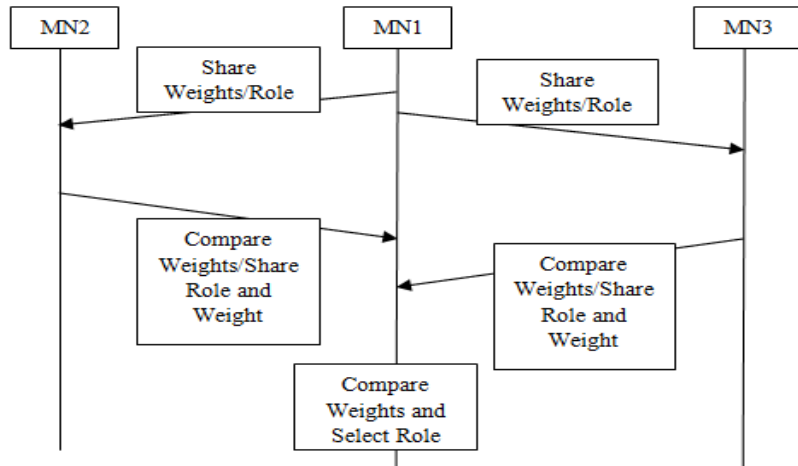 MN2
MN1
MN3
Share
Weights/Role
Share
Weights/Role
Compare
Weights/Share
Role and
Weight
Compare
Weights/Share
Role and
Weight
Compare
Weights and
Select Role